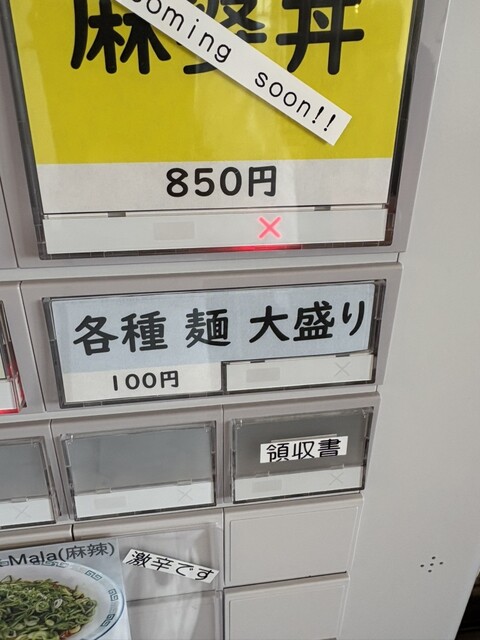 麻婆丼
coming soon!!
850円
各種 麺 大盛り
100円
領収書
Mala(麻辣)
激辛です